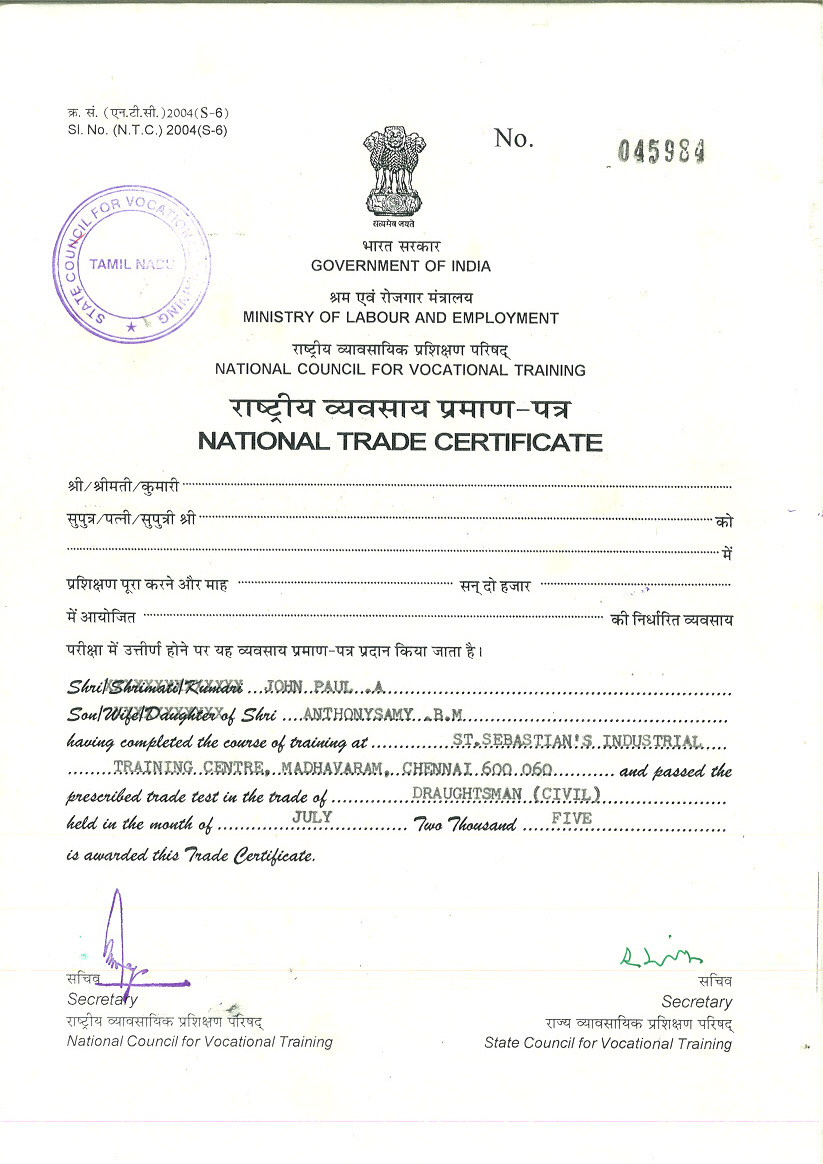 क्र. सं. (एन.टी.सी.)2004(S-6)
Sl. No. (N.T.C.) 2004(S-6)
No. 045984
STATE COUNCIL FOR VOCATIONAL TRAINING
TAMIL NADU
सत्यमेव जयते
भारत सरकार
GOVERNMENT OF INDIA
श्रम एवं रोजगार मंत्रालय
MINISTRY OF LABOUR AND EMPLOYMENT
राष्ट्रीय व्यावसायिक प्रशिक्षण परिषद्
NATIONAL COUNCIL FOR VOCATIONAL TRAINING
राष्ट्रीय व्यवसाय प्रमाण-पत्र
NATIONAL TRADE CERTIFICATE
श्री/श्रीमती/कुमारी
सुपुत्र/पत्नी/सुपुत्री श्री को
में
प्रशिक्षण पूरा करने और माह सन् दो हजार
में आयोजित की निर्धारित व्यवसाय
परीक्षा में उत्तीर्ण होने पर यह व्यवसाय प्रमाण-पत्र प्रदान किया जाता है।
Shri/Shrimati/Kumari JOHN PAUL .A
Son/Wife/Daughter of Shri ANTHONYSAMY .R.M
having completed the course of training at ST.SEBASTIAN'S INDUSTRIAL
TRAINING CENTRE, MADHAVARAM, CHENNAI 600 060 and passed the
prescribed trade test in the trade of DRAUGHTSMAN (CIVIL)
held in the month of JULY Two Thousand FIVE
is awarded this Trade Certificate.
सचिव
Secretary
राष्ट्रीय व्यावसायिक प्रशिक्षण परिषद्
National Council for Vocational Training
सचिव
Secretary
राज्य व्यावसायिक प्रशिक्षण परिषद्
State Council for Vocational Training